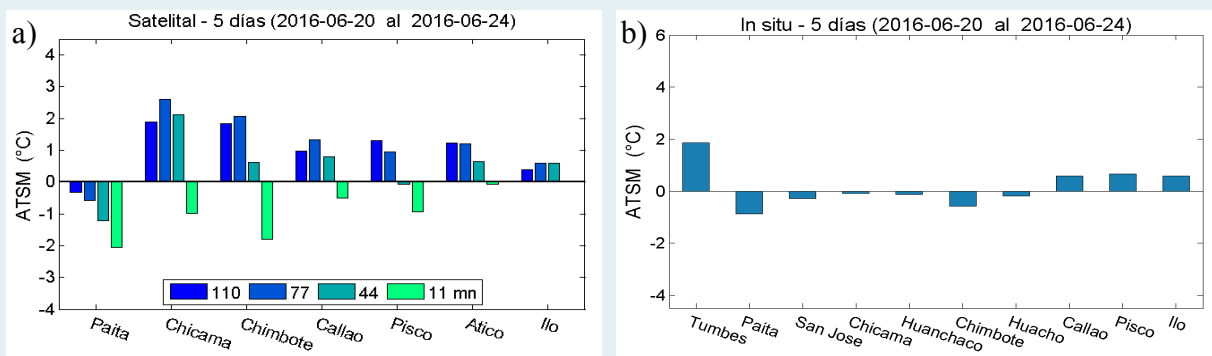 a)
Satelital - 5 días (2016-06-20 al 2016-06-24)
ATSM (°C)
4
3
2
1
0
-1
-2
-3
-4
110 77 44 11 mn
Paita Chicama Chimbote Callao Pisco Atico Ilo
b)
In situ - 5 días (2016-06-20 al 2016-06-24)
ATSM (°C)
6
4
2
0
-2
-4
Tumbes Paita San Jose Chicama Huanchaco Chimbote Huacho Callao Pisco Ilo